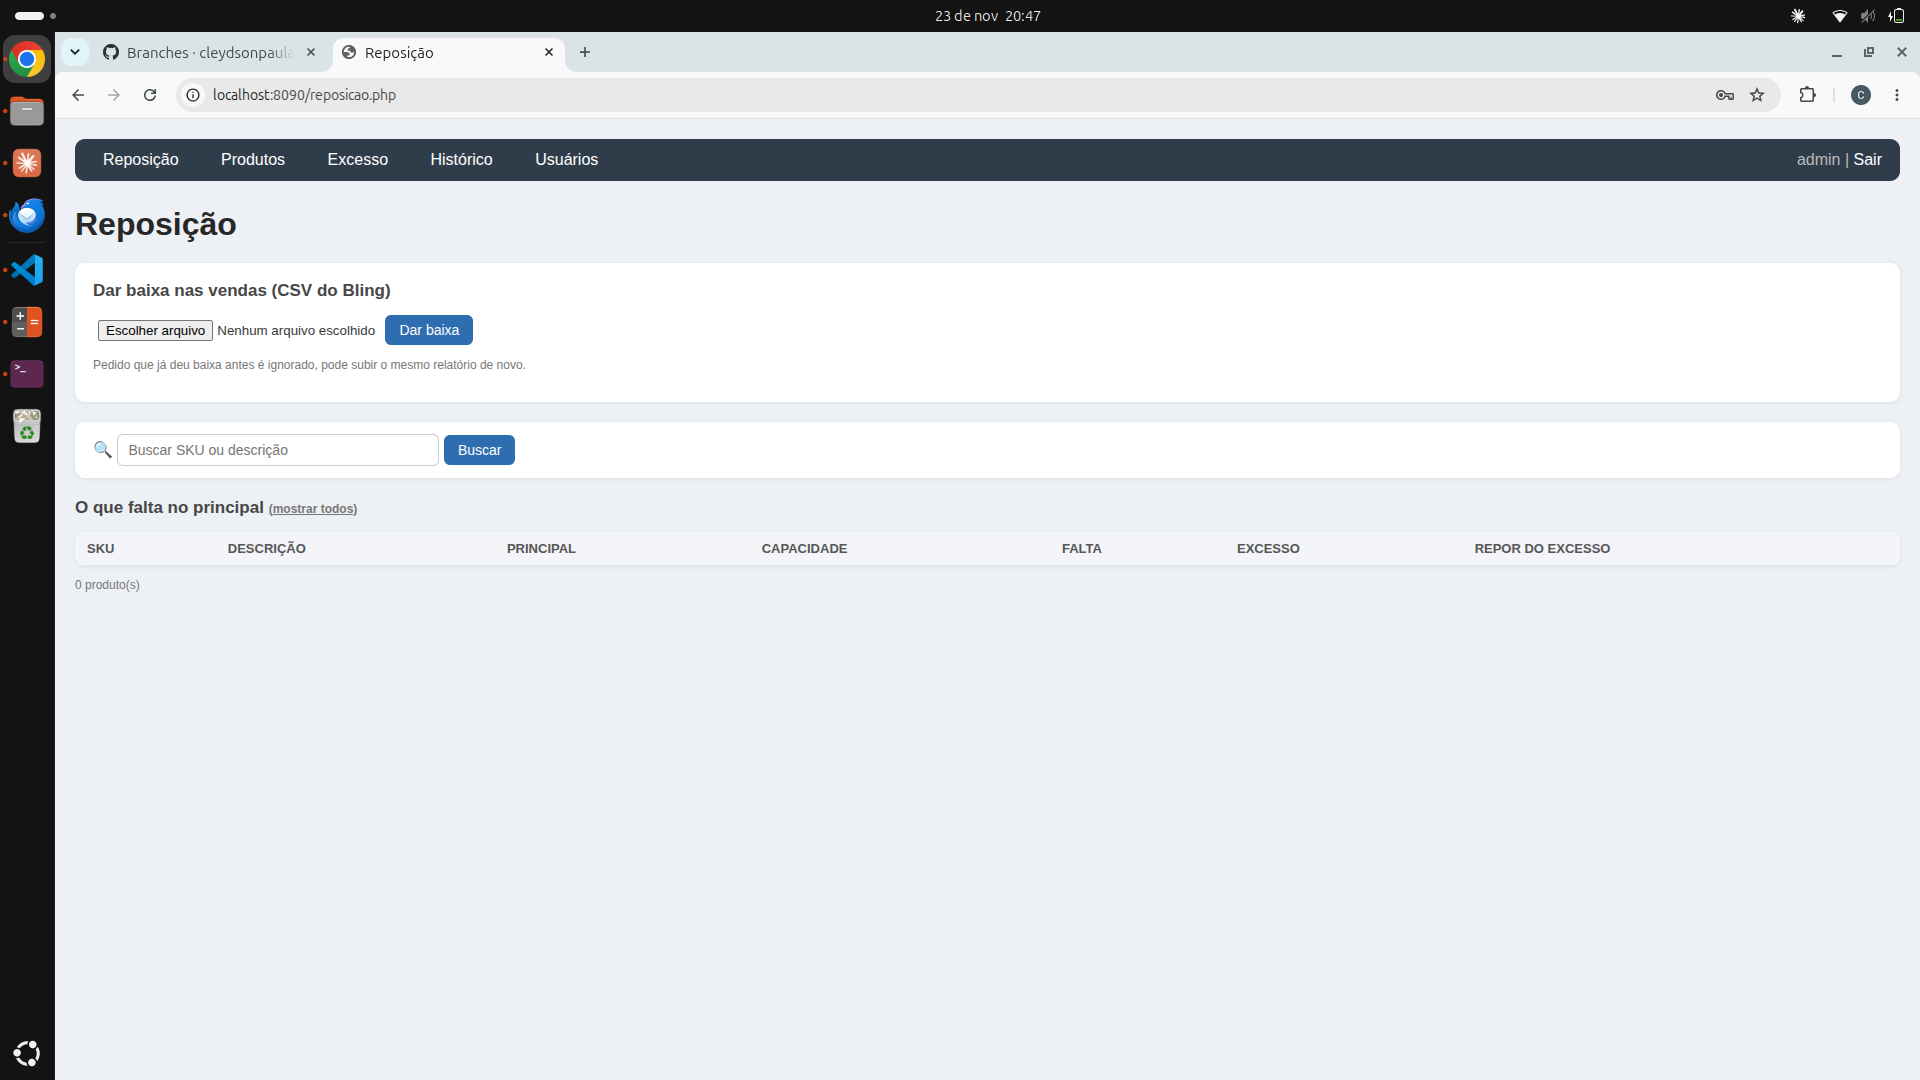 23 de nov 20:47
Branches · cleydsonpaula
Reposição
localhost:8090/reposicao.php
C
Reposição Produtos Excesso Histórico Usuários admin | Sair
Reposição
Dar baixa nas vendas (CSV do Bling)
Escolher arquivo Nenhum arquivo escolhido Dar baixa
Pedido que já deu baixa antes é ignorado, pode subir o mesmo relatório de novo.
Buscar SKU ou descrição Buscar
O que falta no principal (mostrar todos)
SKU DESCRIÇÃO PRINCIPAL CAPACIDADE FALTA EXCESSO REPOR DO EXCESSO
0 produto(s)